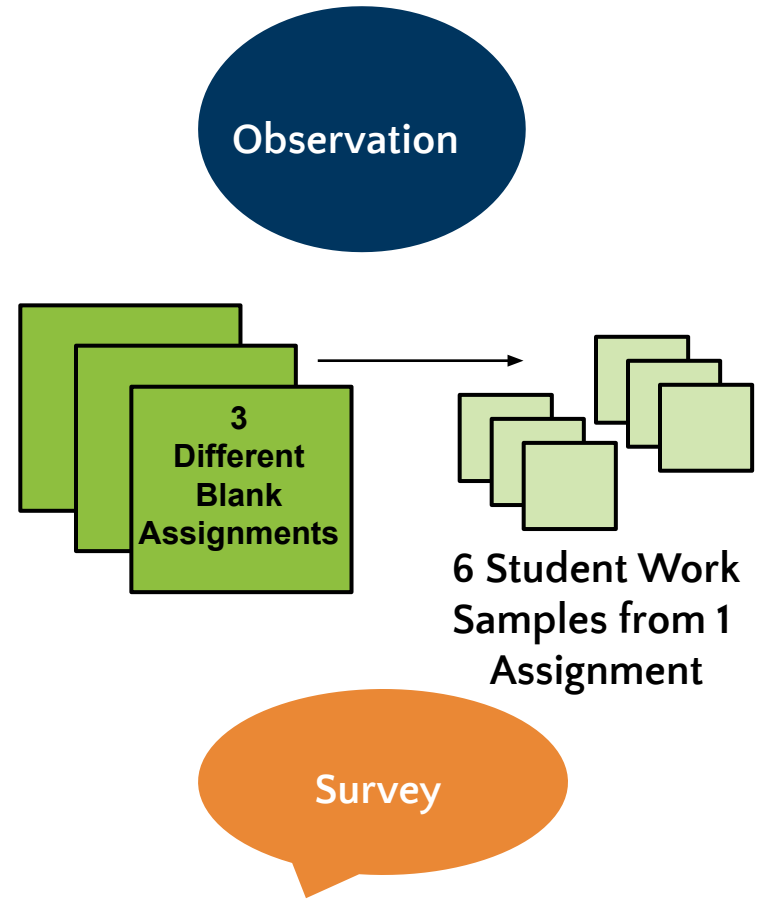 Observation
3
Different
Blank
Assignments
6 Student Work
Samples from 1
Assignment
Survey